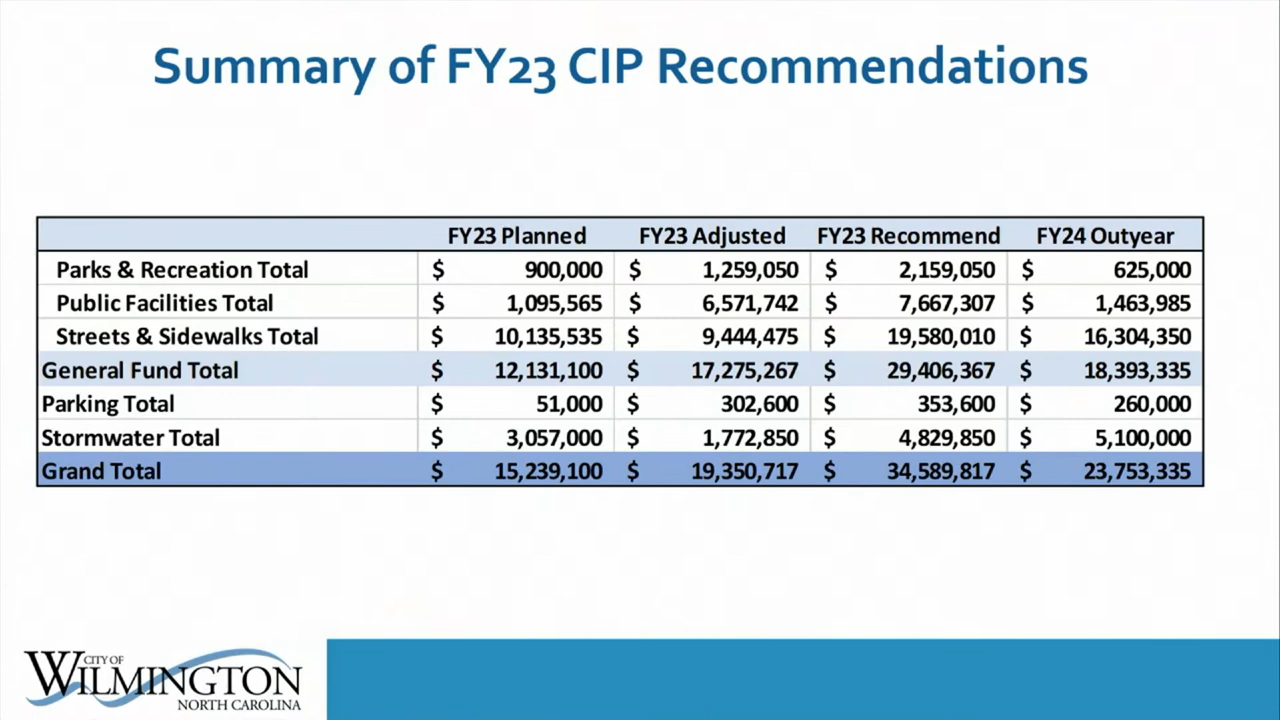 Summary of FY23 CIP Recommendations
FY23 Planned FY23 Adjusted FY23 Recommend FY24 Outyear
Parks & Recreation Total $ 900,000 $ 1,259,050 $ 2,159,050 $ 625,000
Public Facilities Total $ 1,095,565 $ 6,571,742 $ 7,667,307 $ 1,463,985
Streets & Sidewalks Total $ 10,135,535 $ 9,444,475 $ 19,580,010 $ 16,304,350
General Fund Total $ 12,131,100 $ 17,275,267 $ 29,406,367 $ 18,393,335
Parking Total $ 51,000 $ 302,600 $ 353,600 $ 260,000
Stormwater Total $ 3,057,000 $ 1,772,850 $ 4,829,850 $ 5,100,000
Grand Total $ 15,239,100 $ 19,350,717 $ 34,589,817 $ 23,753,335
CITY OF
WILMINGTON
NORTH CAROLINA